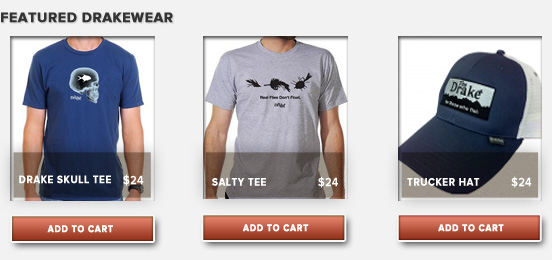 FEATURED DRAKEWEAR
DRAKE SKULL TEE $24
Real Flies Don't Float.
SALTY TEE $24
The Drake
TRUCKER HAT $24
ADD TO CART
ADD TO CART
ADD TO CART